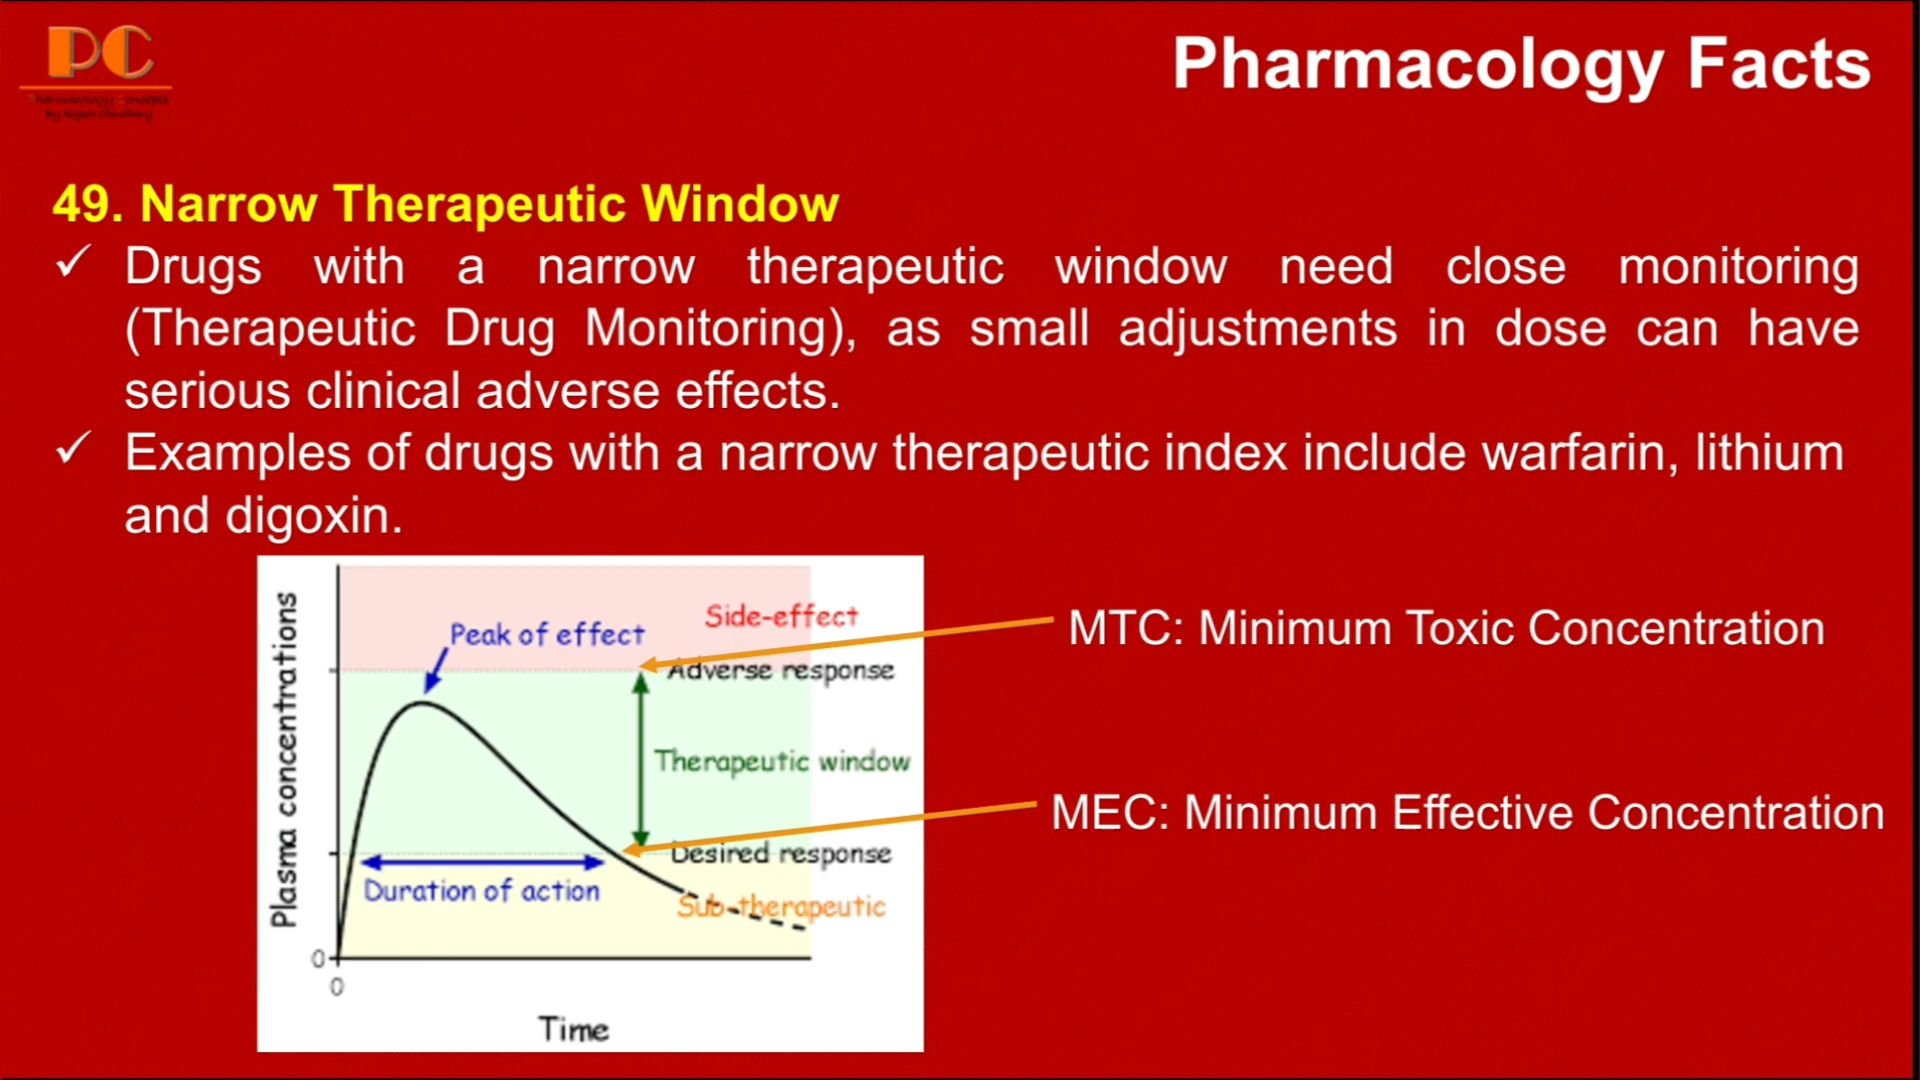 PC
Pharmacology Facts
49. Narrow Therapeutic Window
✓ Drugs with a narrow therapeutic window need close monitoring
(Therapeutic Drug Monitoring), as small adjustments in dose can have
serious clinical adverse effects.
✓ Examples of drugs with a narrow therapeutic index include warfarin, lithium
and digoxin.
Plasma concentrations
Peak of effect
Side-effect
Adverse response
Therapeutic window
Desired response
Duration of action
Sub-therapeutic
0
0
Time
MTC: Minimum Toxic Concentration
MEC: Minimum Effective Concentration